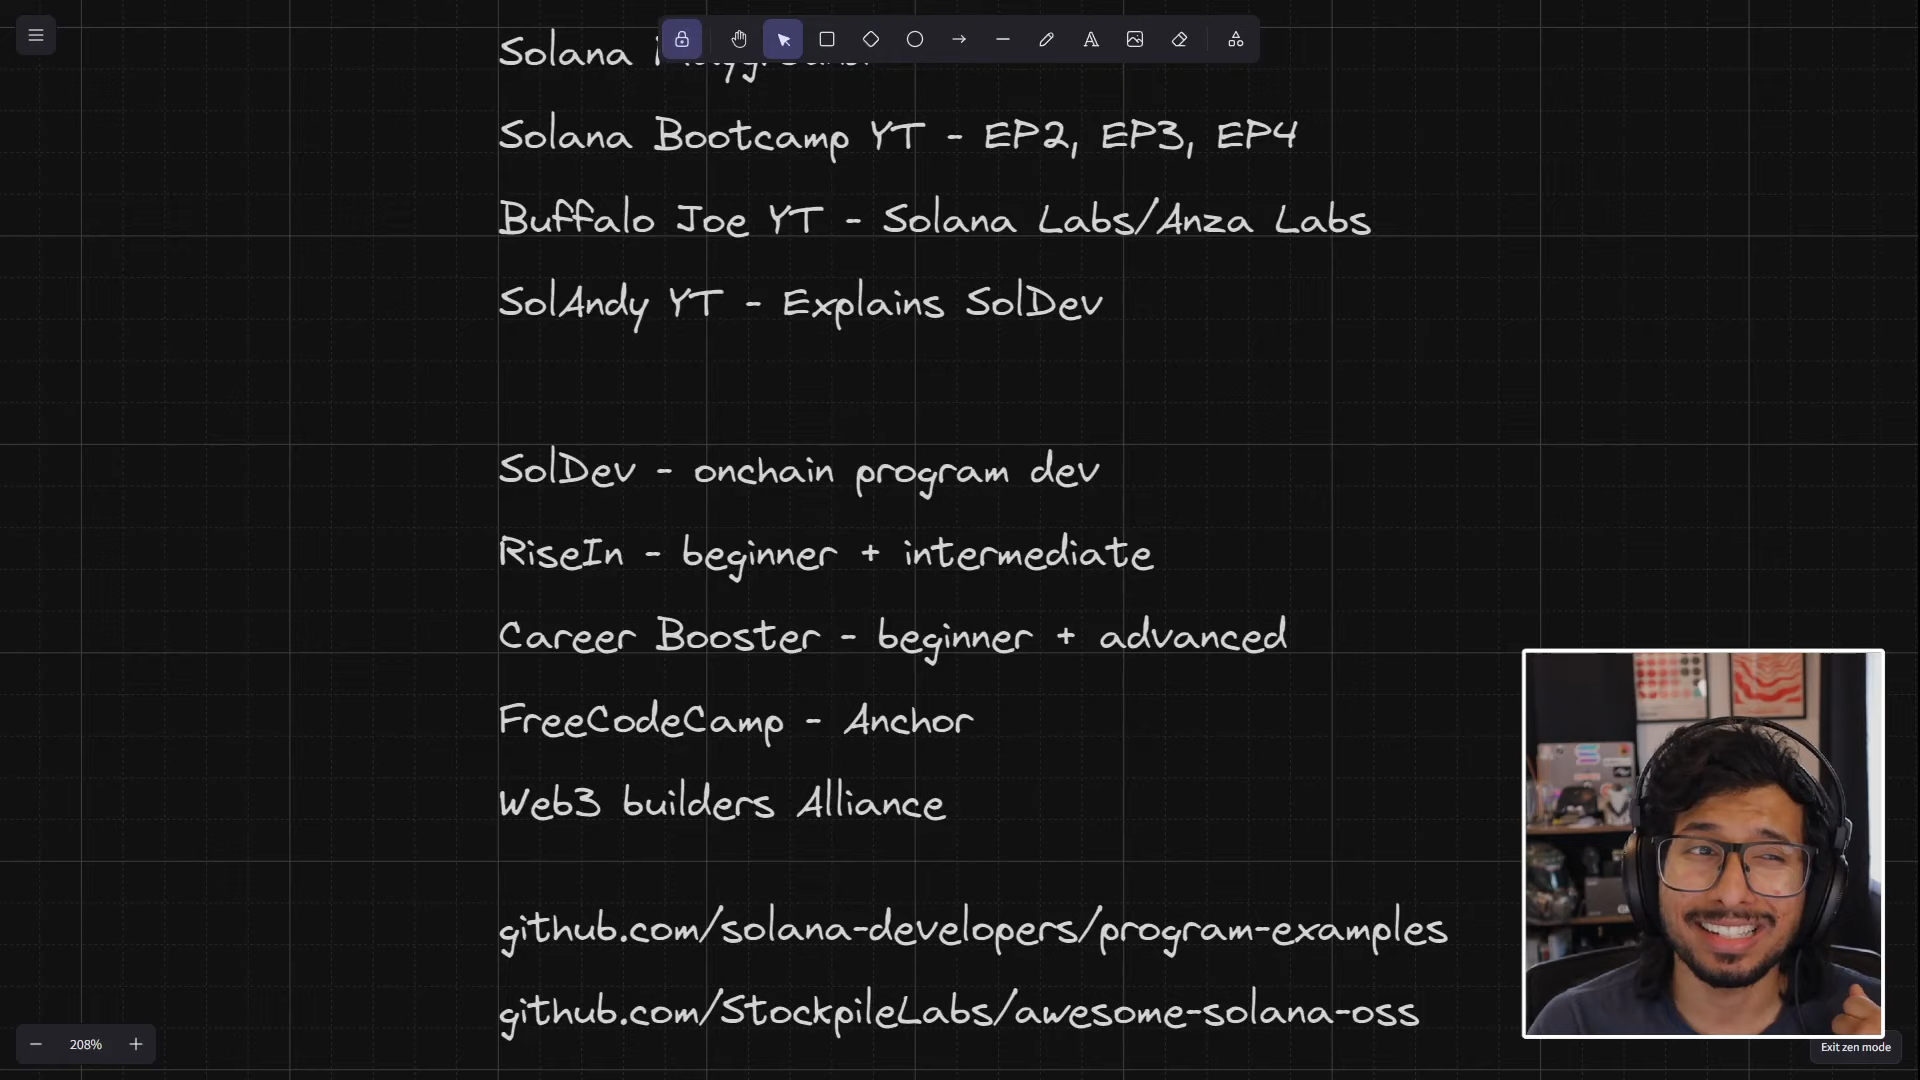 Solana
Solana Bootcamp YT - EP2, EP3, EP4
Buffalo Joe YT - Solana Labs/Anza Labs
SolAndy YT - Explains SolDev
SolDev - onchain program dev
RiseIn - beginner + intermediate
Career Booster - beginner + advanced
FreeCodeCamp - Anchor
Web3 builders Alliance
github.com/solana-developers/program-examples
github.com/StockpileLabs/awesome-solana-oss
208%
Exit zen mode